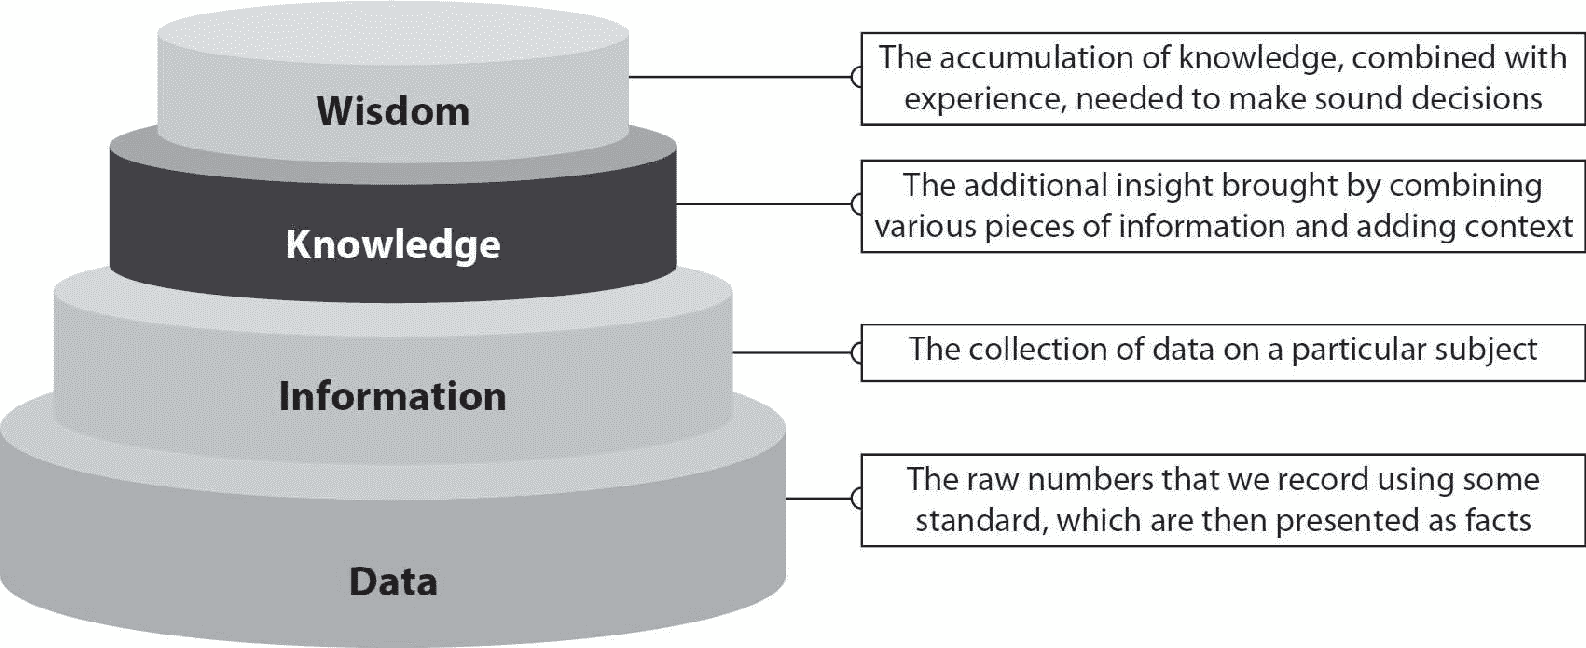 Wisdom
The accumulation of knowledge, combined with
experience, needed to make sound decisions
Knowledge
The additional insight brought by combining
various pieces of information and adding context
Information
The collection of data on a particular subject
Data
The raw numbers that we record using some
standard, which are then presented as facts